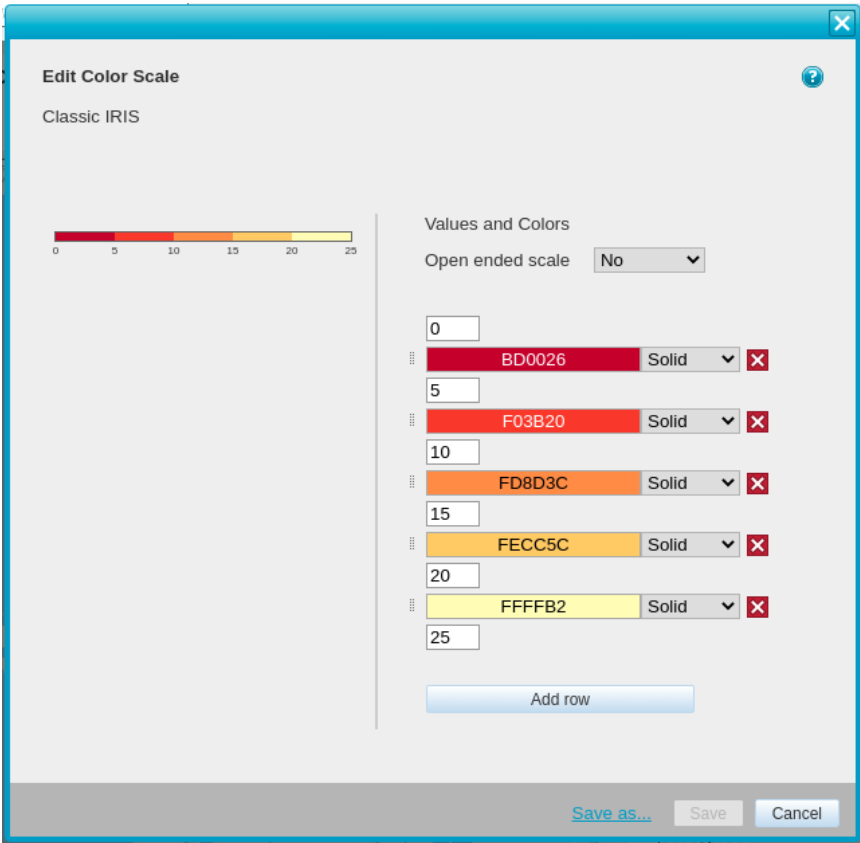 Edit Color Scale
?
Classic IRIS
0 5 10 15 20 25
Values and Colors
Open ended scale No
0
BD0026 Solid
5
F03B20 Solid
10
FD8D3C Solid
15
FECC5C Solid
20
FFFFB2 Solid
25
Add row
Save as... Save Cancel